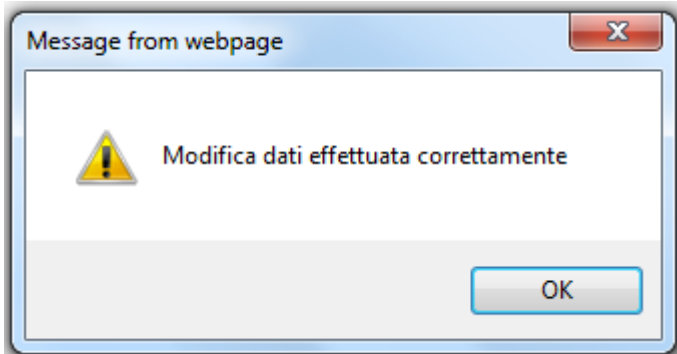 Message from webpage
Modifica dati effettuata correttamente
OK